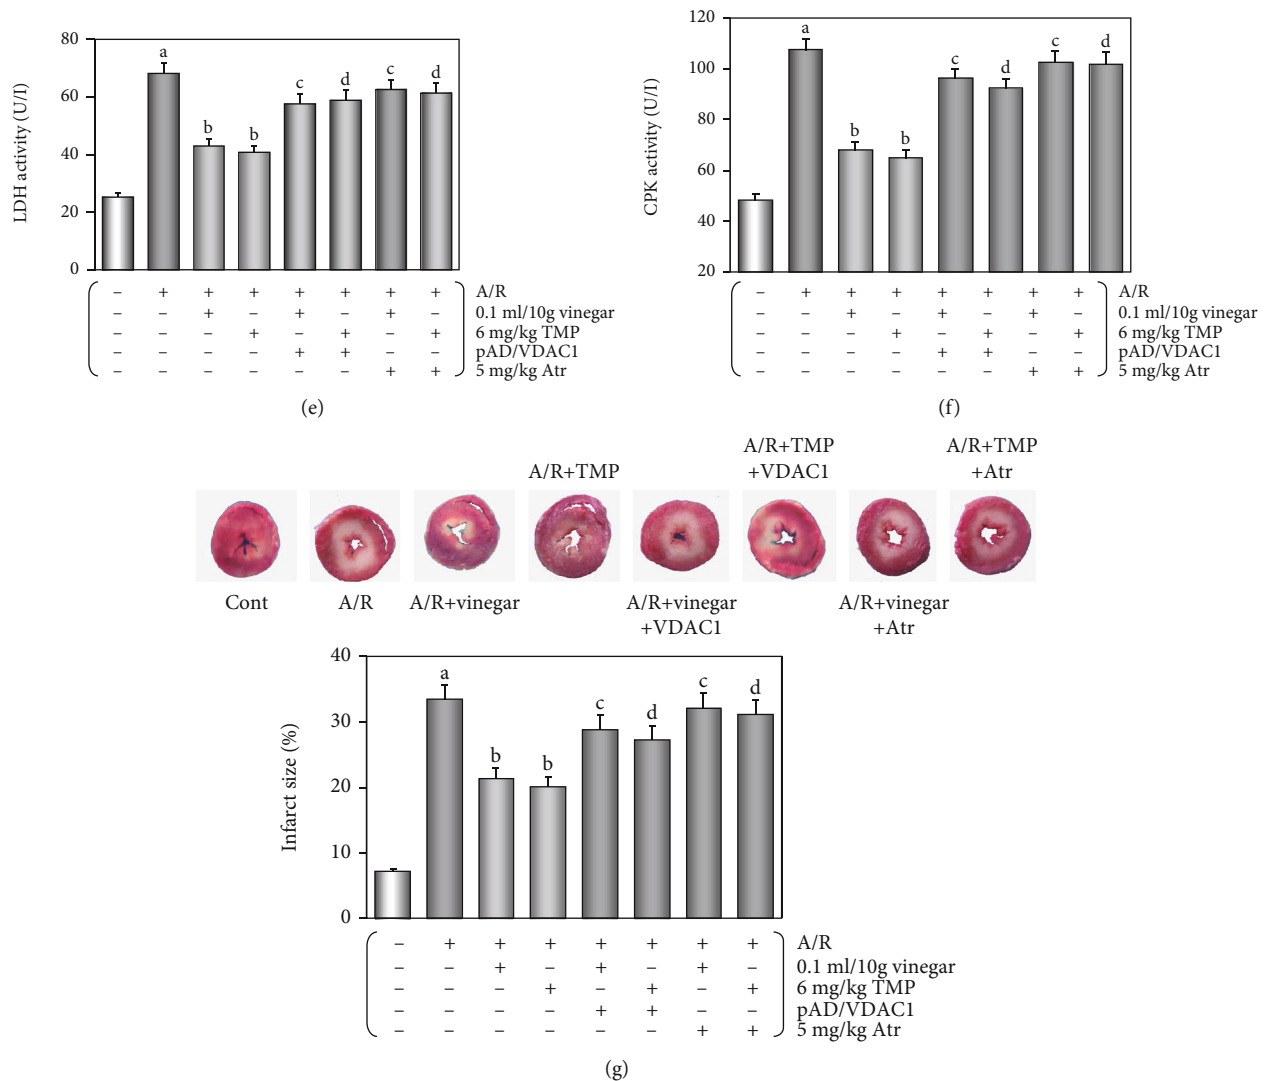 80
60
40
20
0
LDH activity (U/I)
a
b
b
c
d
c
d
– + + + + + + + A/R
– – + – + – + – 0.1 ml/10g vinegar
– – – + – + – + 6 mg/kg TMP
– – – – + + – – pAD/VDAC1
– – – – – – + + 5 mg/kg Atr
(e)
120
100
80
60
40
20
CPK activity (U/I)
a
b
b
c
d
c
d
– + + + + + + + A/R
– – + – + – + – 0.1 ml/10g vinegar
– – – + – + – + 6 mg/kg TMP
– – – – + + – – pAD/VDAC1
– – – – – – + + 5 mg/kg Atr
(f)
A/R+TMP
A/R+TMP
+VDAC1
A/R+TMP
+Atr
Cont
A/R
A/R+vinegar
A/R+vinegar
+VDAC1
A/R+vinegar
+Atr
40
30
20
10
0
Infarct size (%)
a
b
b
c
d
c
d
– + + + + + + + A/R
– – + – + – + – 0.1 ml/10g vinegar
– – – + – + – + 6 mg/kg TMP
– – – – + + – – pAD/VDAC1
– – – – – – + + 5 mg/kg Atr
(g)